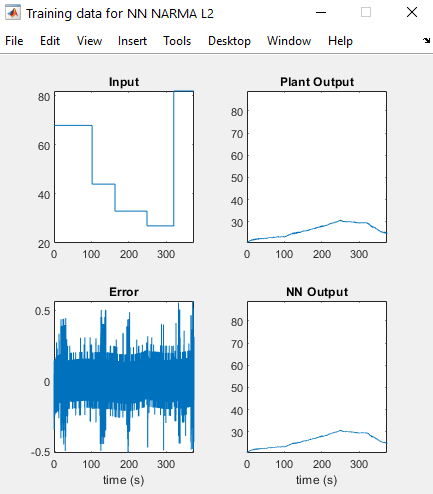 Training data for NN NARMA L2
File Edit View Insert Tools Desktop Window Help
Input
80
60
40
20
0 100 200 300
Plant Output
80
70
60
50
40
30
0 100 200 300
Error
0.5
0
-0.5
0 100 200 300
time (s)
NN Output
80
70
60
50
40
30
0 100 200 300
time (s)